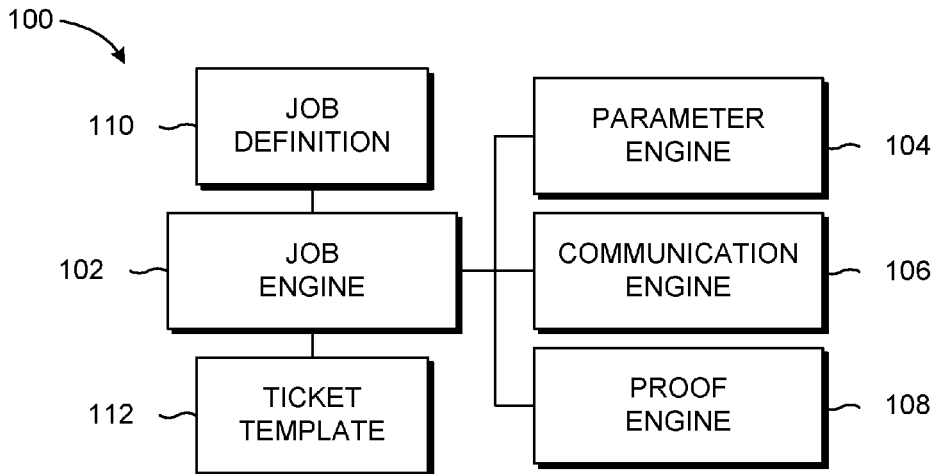 100
110
JOB
DEFINITION
PARAMETER
ENGINE
104
102
JOB
ENGINE
COMMUNICATION
ENGINE
106
112
TICKET
TEMPLATE
PROOF
ENGINE
108